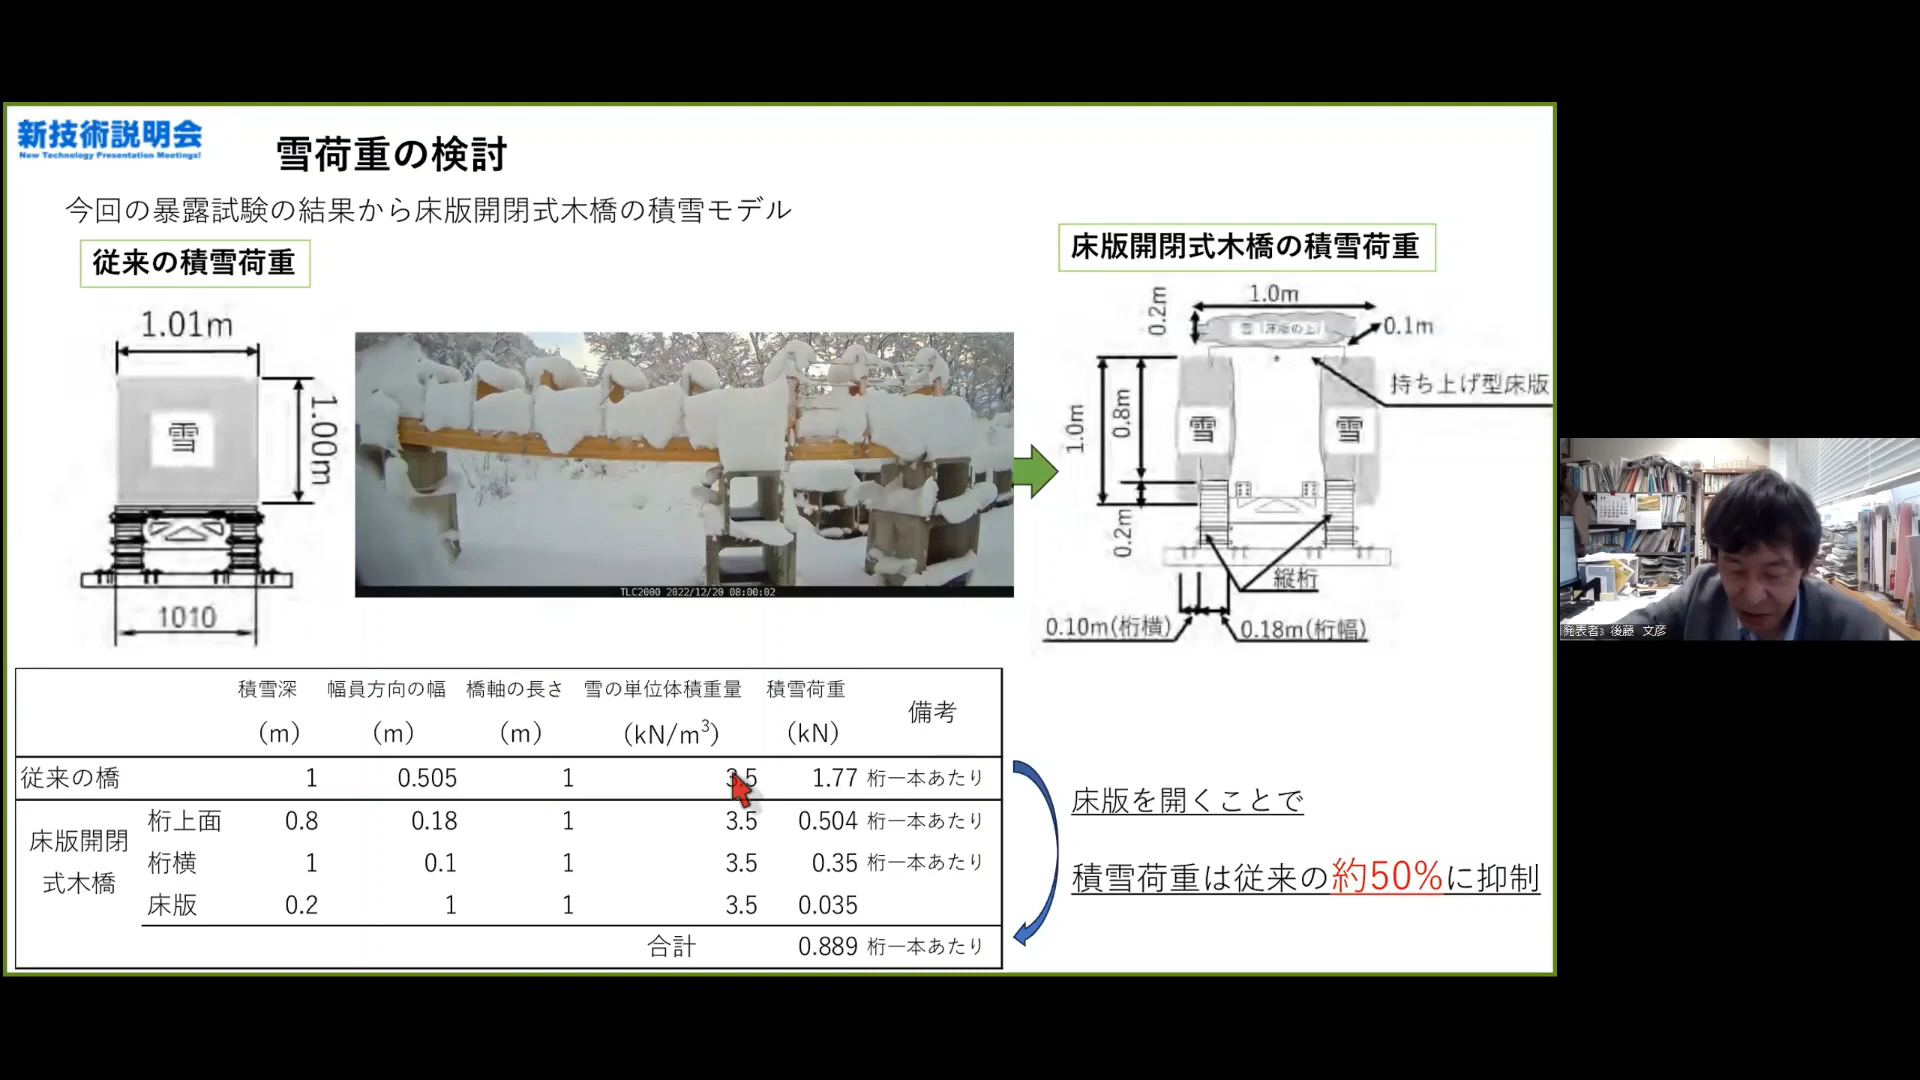 新技術説明会
New Technology Presentation Meetings!
雪荷重の検討
今回の暴露試験の結果から床版開閉式木橋の積雪モデル
従来の積雪荷重
床版開閉式木橋の積雪荷重
1.01m
1.00m
雪
1010
TLC2000 2022/12/20 08:00:02
1.0m
0.2m
雪(床版の上)
0.1m
持ち上げ型床版
1.0m
0.8m
雪
雪
0.2m
縦桁
0.10m(桁横)
0.18m(桁幅)
積雪深 幅員方向の幅 橋軸の長さ 雪の単位体積重量 積雪荷重 備考
(m) (m) (m) (kN/m³) (kN)
従来の橋 1 0.505 1 3.5 1.77 桁一本あたり
床版開閉式木橋
桁上面 0.8 0.18 1 3.5 0.504 桁一本あたり
桁横 1 0.1 1 3.5 0.35 桁一本あたり
床版 0.2 1 1 3.5 0.035
合計 0.889 桁一本あたり
床版を開くことで
積雪荷重は従来の約50%に抑制
発表者3 後藤 文彦